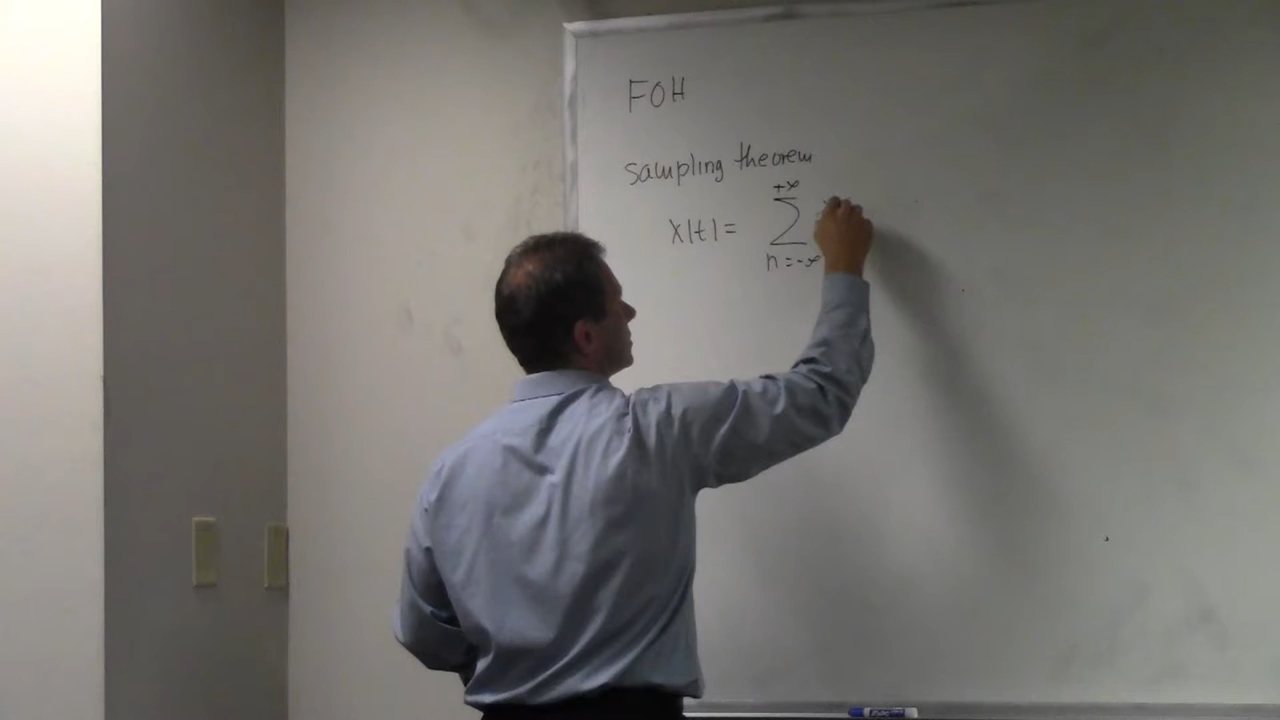 FOH
sampling theorem
+∞
x(t) = Σ
n=-∞